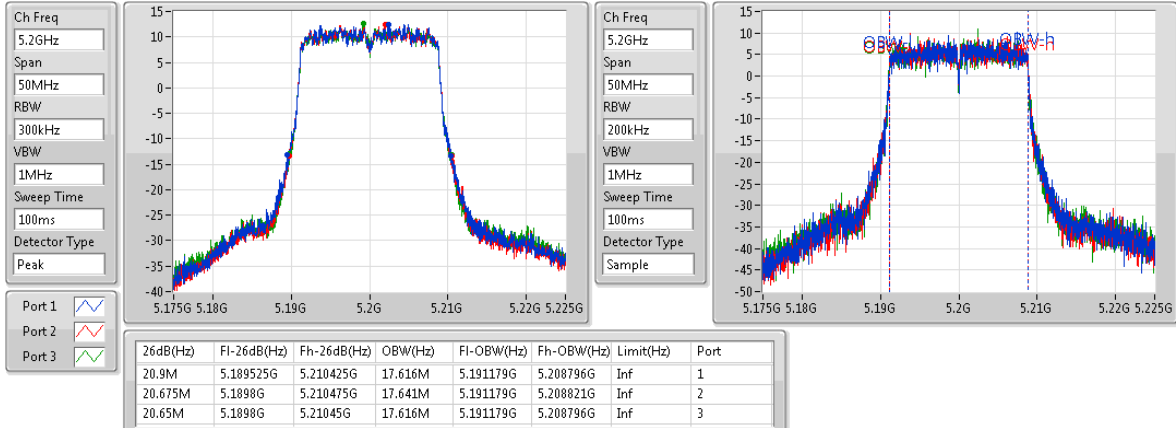 Ch Freq
5.2GHz
Span
50MHz
RBW
300kHz
VBW
1MHz
Sweep Time
100ms
Detector Type
Peak
15
10
5
0
-5
-10
-15
-20
-25
-30
-35
-40
5.175G 5.18G 5.19G 5.2G 5.21G 5.22G 5.225G
Ch Freq
5.2GHz
Span
50MHz
RBW
200kHz
VBW
1MHz
Sweep Time
100ms
Detector Type
Sample
15
10
5
0
-5
-10
-15
-20
-25
-30
-35
-40
-45
-50
OBW-h
5.175G 5.18G 5.19G 5.2G 5.21G 5.22G 5.225G
Port 1
Port 2
Port 3
26dB(Hz) Fl-26dB(Hz) Fh-26dB(Hz) OBW(Hz) Fl-OBW(Hz) Fh-OBW(Hz) Limit(Hz) Port
20.9M 5.189525G 5.210425G 17.616M 5.191179G 5.208796G Inf 1
20.675M 5.1898G 5.210475G 17.641M 5.191179G 5.208821G Inf 2
20.65M 5.1898G 5.21045G 17.616M 5.191179G 5.208796G Inf 3